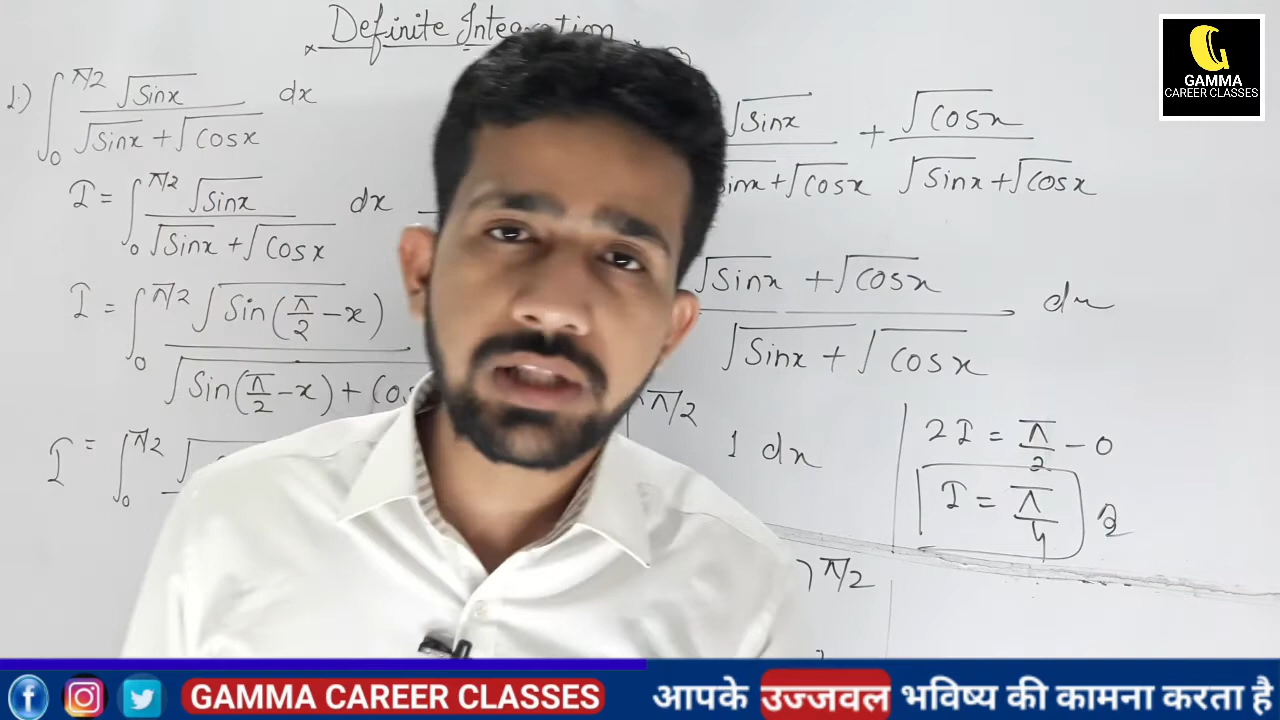 Definite Integration
1.) ∫₀^π/2 √Sinx / (√Sinx + √Cosx) dx
I = ∫₀^π/2 √Sinx / (√Sinx + √Cosx) dx
I = ∫₀^π/2 √Sin(π/2 - x)
√Sin(π/2 - x) +
I = ∫₀^π/2
√Sinx + √Cosx
+ √Cosx √Sinx + √Cosx
√Sinx + √Cosx dx
√Sinx + √Cosx
π/2
1 dx
2I = π/2 - 0
I = π/4
π/2
GAMMA
CAREER CLASSES
GAMMA CAREER CLASSES
आपके उज्जवल भविष्य की कामना करता है